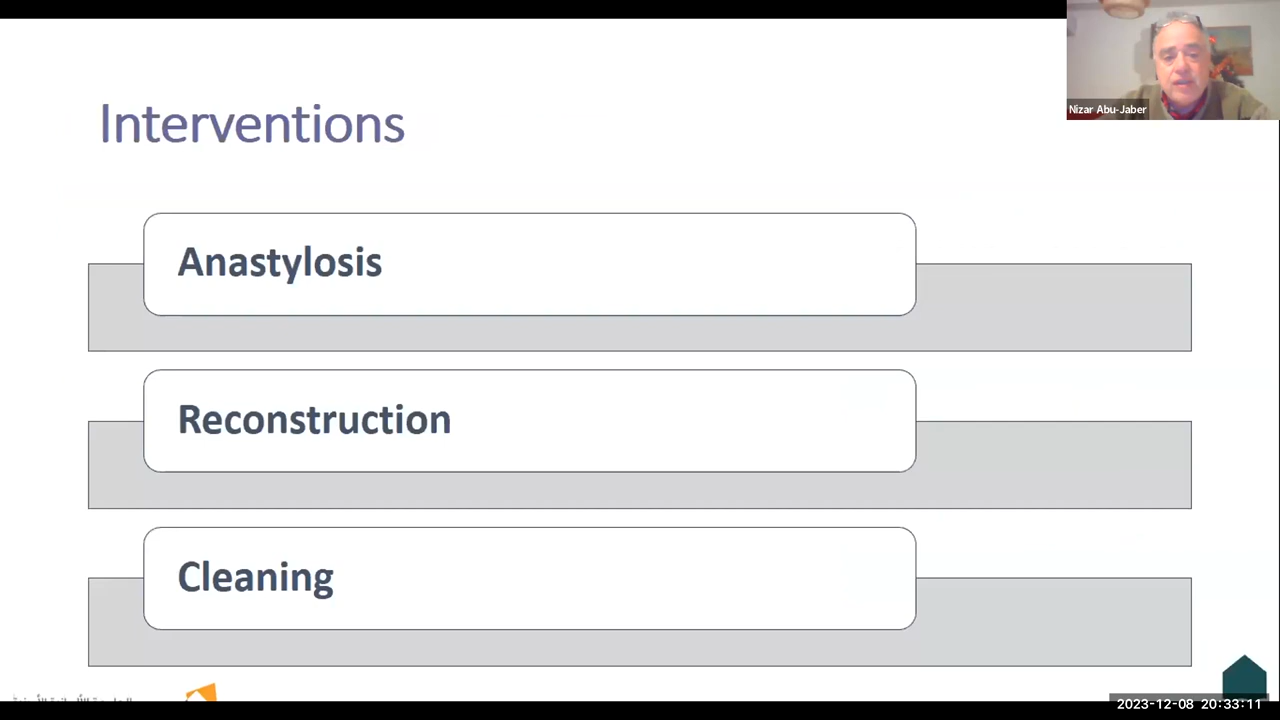 Interventions
Nizar Abu-Jaber
Anastylosis
Reconstruction
Cleaning
2023-12-08 20:33:11